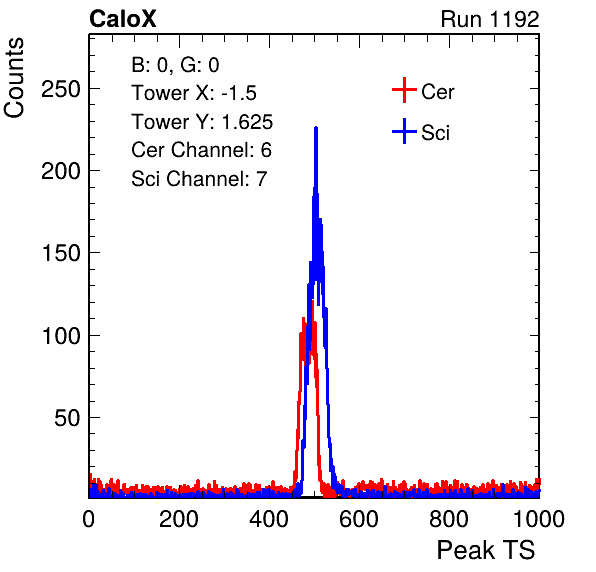 CaloX
Run 1192
Counts
B: 0, G: 0
Tower X: -1.5
Tower Y: 1.625
Cer Channel: 6
Sci Channel: 7
Cer
Sci
250
200
150
100
50
0 200 400 600 800 1000
Peak TS